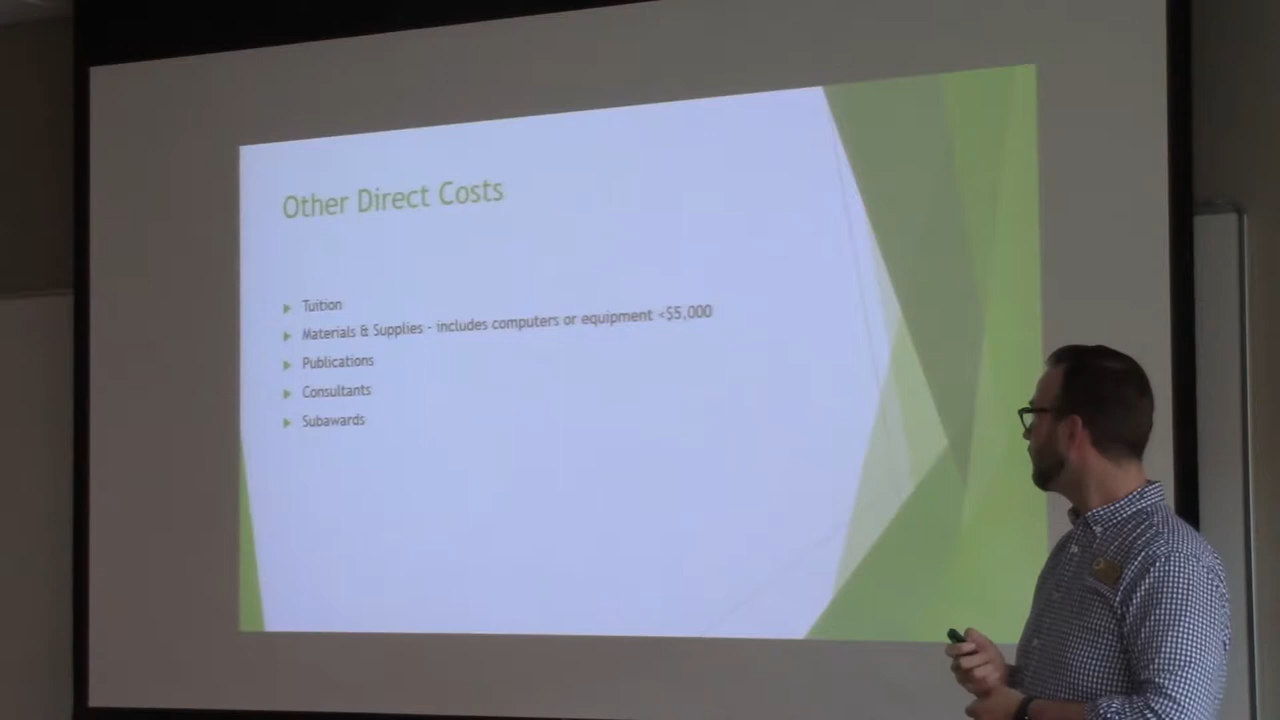 Other Direct Costs
Tuition
Materials & Supplies - includes computers or equipment <$5,000
Publications
Consultants
Subawards